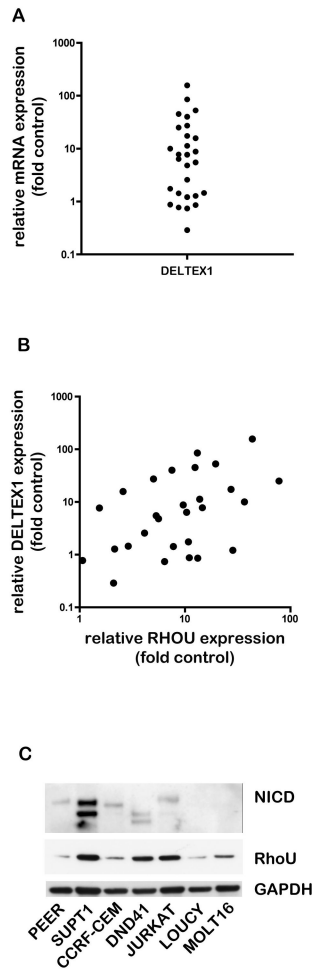 A
relative mRNA expression
(fold control)
1000
100
10
1
0.1
DELTEX1
B
relative DELTEX1 expression
(fold control)
1000
100
10
1
0.1
1
10
100
relative RHOU expression
(fold control)
C
NICD
RhoU
GAPDH
PEER
SUPT1
CCRF-CEM
DND41
JURKAT
LOUCY
MOLT16